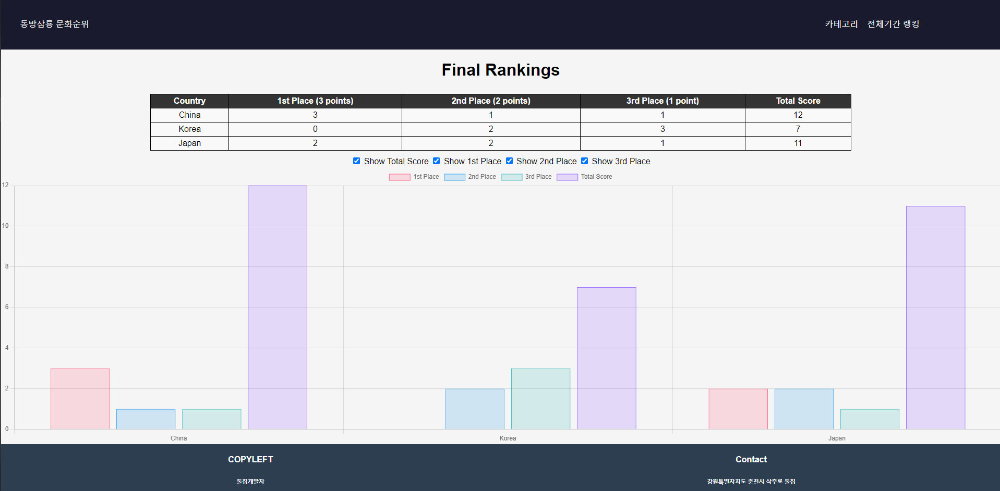 동방삼룡 문화순위
카테고리 전체기간 랭킹
Final Rankings
Country 1st Place (3 points) 2nd Place (2 points) 3rd Place (1 point) Total Score
China 3 1 1 12
Korea 0 2 3 7
Japan 2 2 1 11
Show Total Score Show 1st Place Show 2nd Place Show 3rd Place
1st Place 2nd Place 3rd Place Total Score
12
10
8
6
4
2
0
China Korea Japan
COPYLEFT
돌집개발자
Contact
강원특별자치도 춘천시 삭주로 돌집